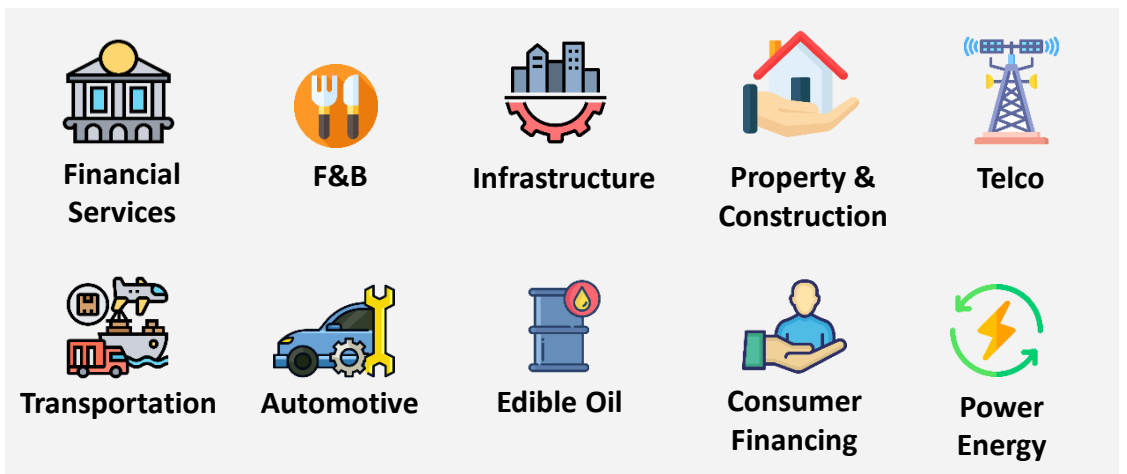 Financial
Services
F&B
Infrastructure
Property &
Construction
Telco
Transportation
Automotive
Edible Oil
Consumer
Financing
Power
Energy